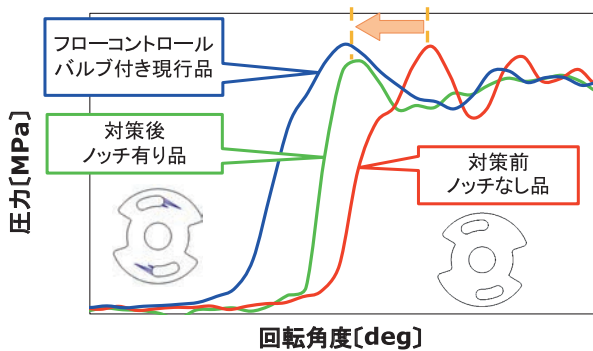 フローコントロール
バルブ付き現行品
対策後
ノッチ有り品
対策前
ノッチなし品
圧力〔MPa〕
回転角度〔deg〕